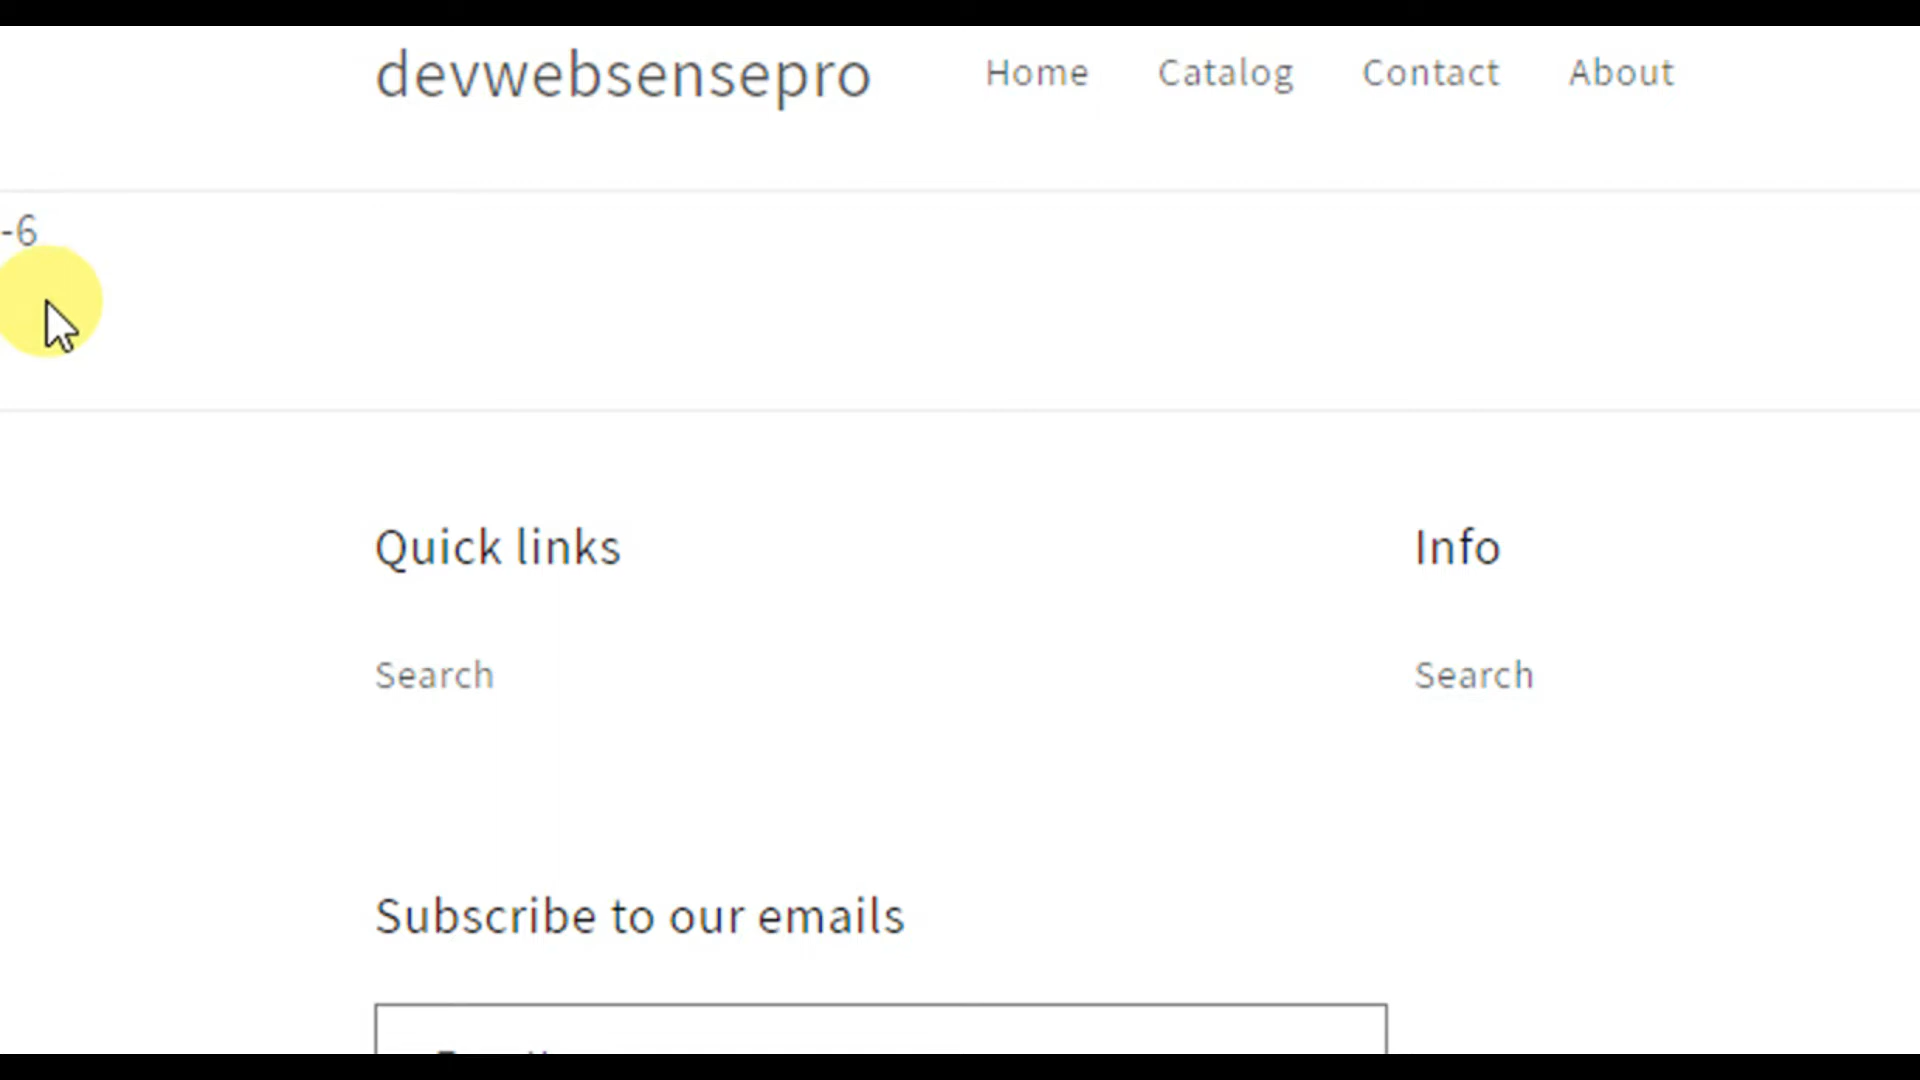 devwebsensepro Home Catalog Contact About
-6
Quick links Info
Search Search
Subscribe to our emails